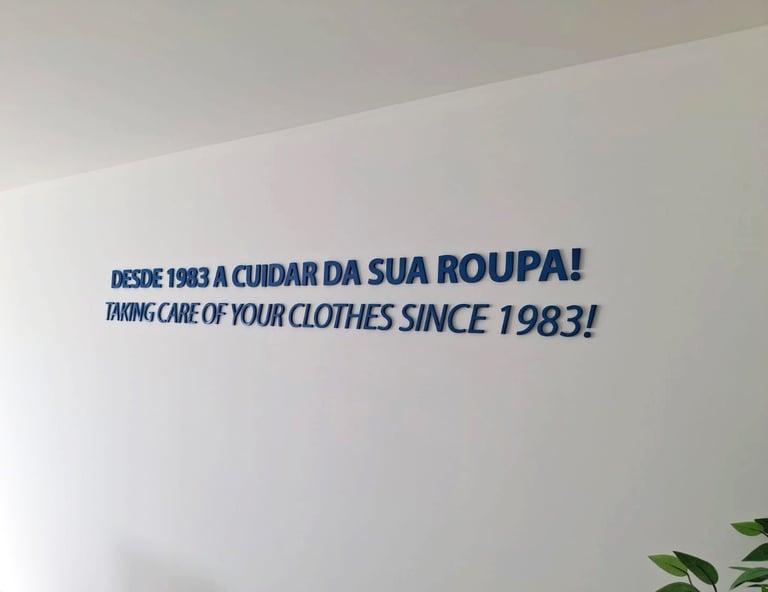 DESDE 1983 A CUIDAR DA SUA ROUPA!
TAKING CARE OF YOUR CLOTHES SINCE 1983!